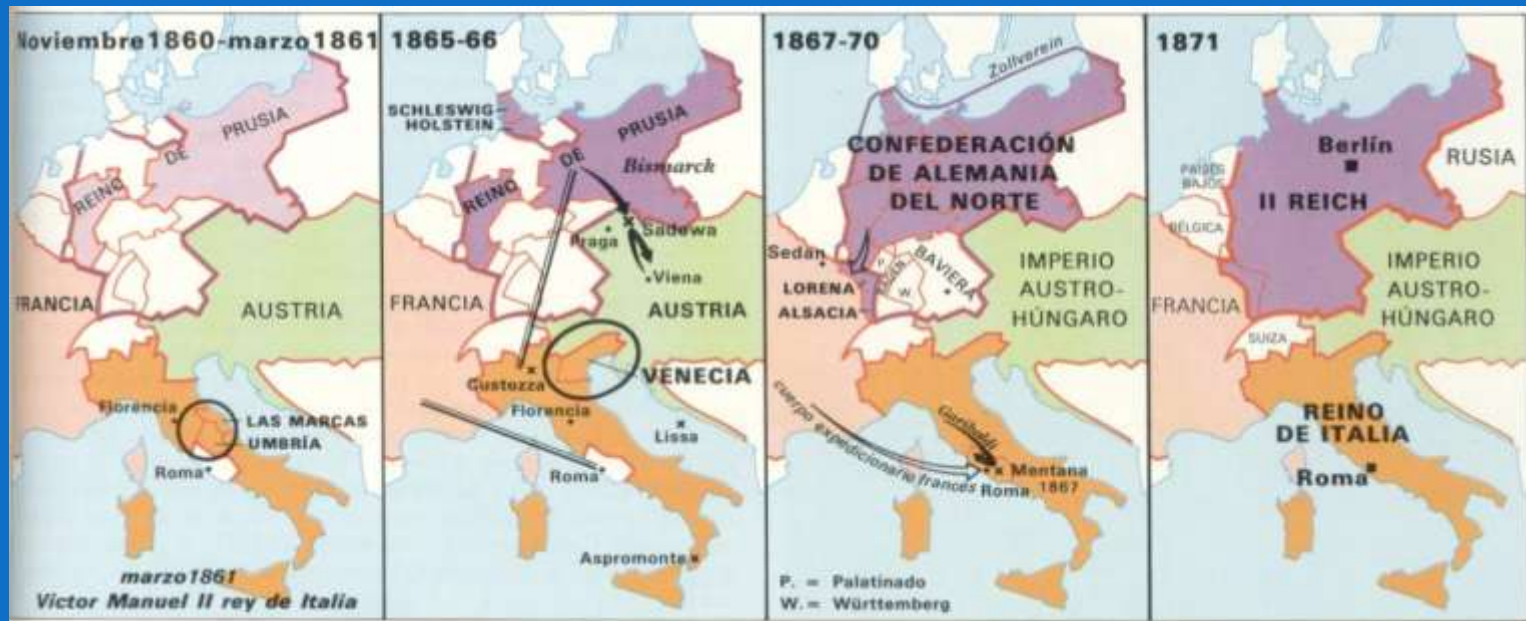 Noviembre 1860-marzo 1861
PRUSIA
DE
REINO
FRANCIA
AUSTRIA
Florencia
LAS MARCAS
UMBRÍA
Roma
marzo 1861
Víctor Manuel II rey de Italia
1865-66
SCHLESWIG-
HOLSTEIN
PRUSIA
DE
Bismarck
REINO
Sadowa
Praga
Viena
FRANCIA
AUSTRIA
VENECIA
Custozza
Florencia
Lissa
Roma
Aspromonte
1867-70
Zollverein
CONFEDERACIÓN
DE ALEMANIA
DEL NORTE
Sedan
P.
BAVIERA
LORENA
W.
ALSACIA
IMPERIO
AUSTRO-
HÚNGARO
cuerpo expedicionario francés
Garibaldi
Mentana
Roma 1867
P. = Palatinado
W. = Württemberg
1871
Berlín
RUSIA
PAÍSES
BAJOS
II REICH
BÉLGICA
IMPERIO
AUSTRO-
HÚNGARO
FRANCIA
SUIZA
REINO
DE ITALIA
Roma